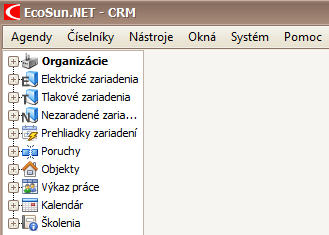 EcoSun.NET - CRM
Agendy Číselníky Nástroje Okná Systém Pomoc
Organizácie
Elektrické zariadenia
Tlakové zariadenia
Nezaradené zaria...
Prehliadky zariadení
Poruchy
Objekty
Výkaz práce
Kalendár
Školenia